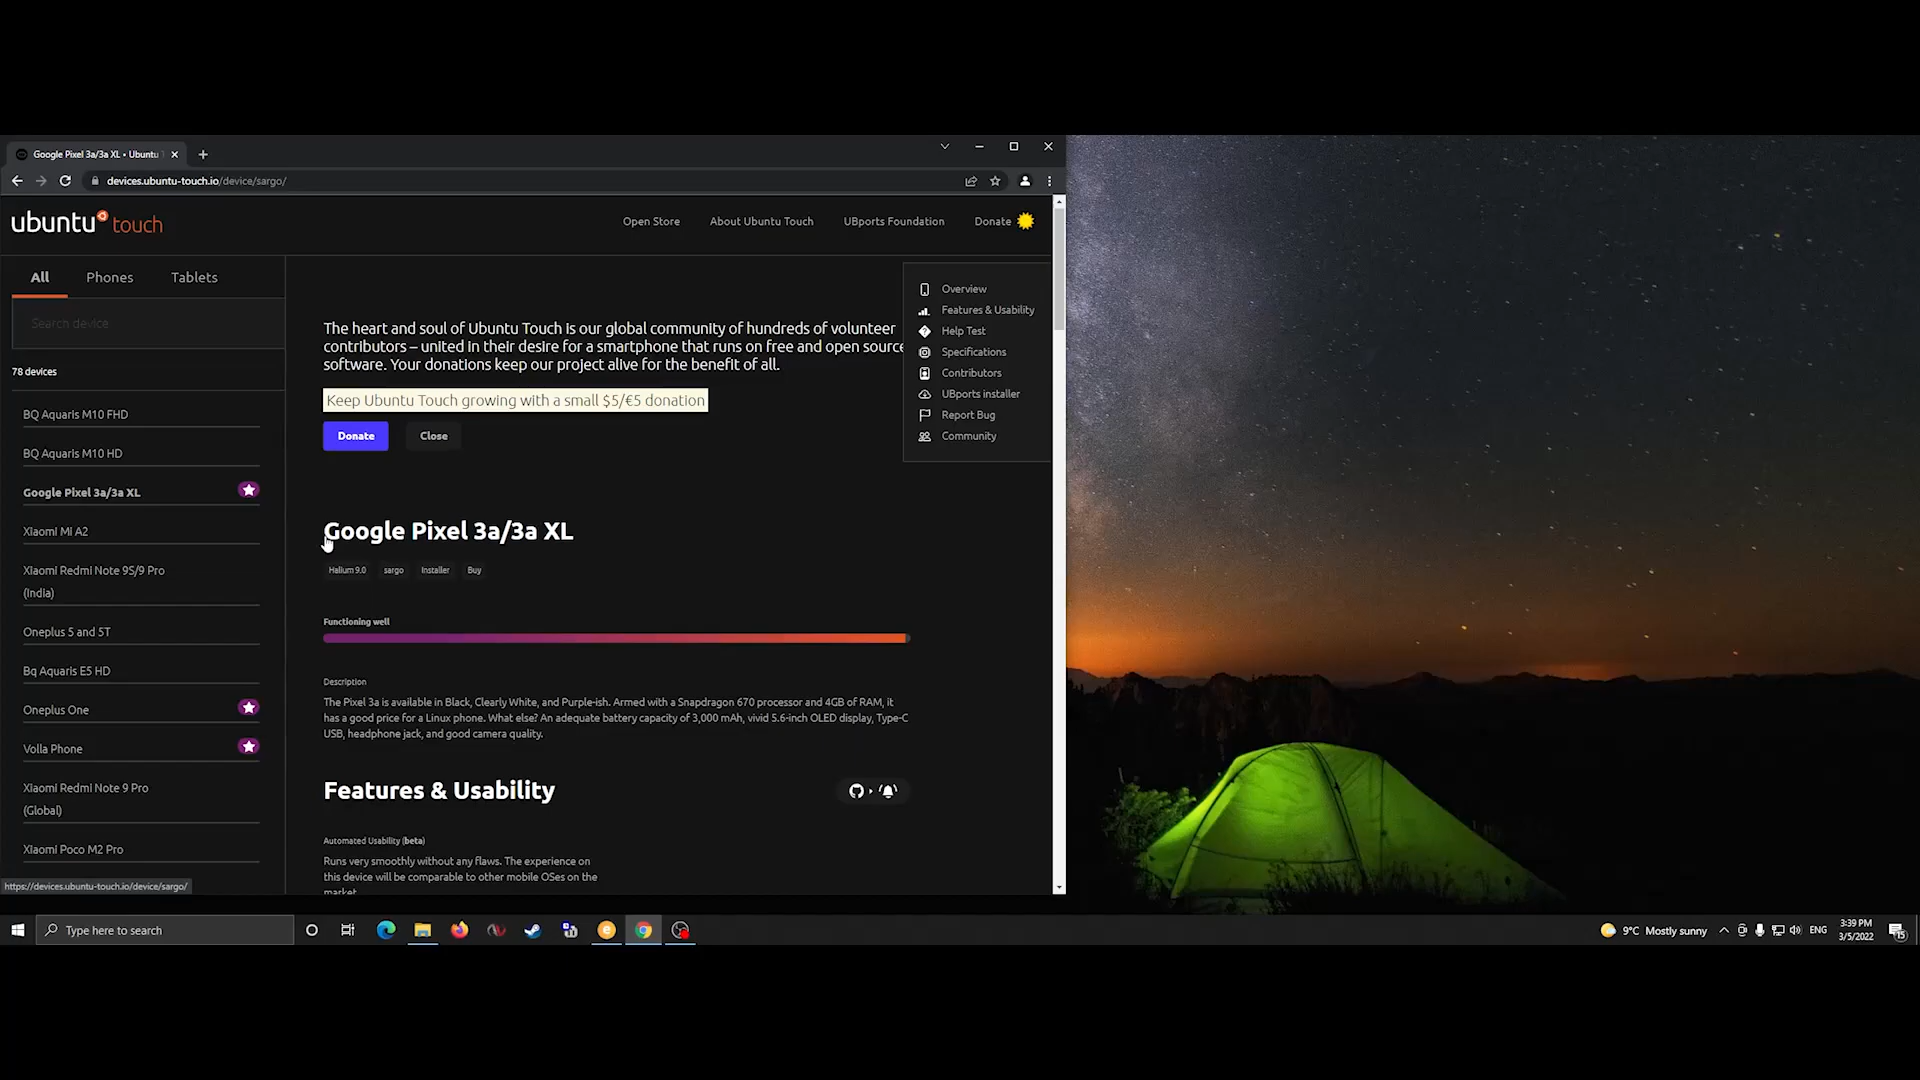 Google Pixel 3a/3a XL • Ubuntu
devices.ubuntu-touch.io/device/sargo/
ubuntu touch
Open Store
About Ubuntu Touch
UBports Foundation
Donate
All
Phones
Tablets
Search device
78 devices
BQ Aquaris M10 FHD
BQ Aquaris M10 HD
Google Pixel 3a/3a XL
Xiaomi Mi A2
Xiaomi Redmi Note 9S/9 Pro
(India)
Oneplus 5 and 5T
Bq Aquaris E5 HD
Oneplus One
Volla Phone
Xiaomi Redmi Note 9 Pro
(Global)
Xiaomi Poco M2 Pro
https://devices.ubuntu-touch.io/device/sargo/
The heart and soul of Ubuntu Touch is our global community of hundreds of volunteer
contributors – united in their desire for a smartphone that runs on free and open source
software. Your donations keep our project alive for the benefit of all.
Keep Ubuntu Touch growing with a small $5/€5 donation
Donate
Close
Overview
Features & Usability
Help Test
Specifications
Contributors
UBports installer
Report Bug
Community
Google Pixel 3a/3a XL
Halium 9.0
sargo
Installer
Buy
Functioning well
Description
The Pixel 3a is available in Black, Clearly White, and Purple-ish. Armed with a Snapdragon 670 processor and 4GB of RAM, it
has a good price for a Linux phone. What else? An adequate battery capacity of 3,000 mAh, vivid 5.6-inch OLED display, Type-C
USB, headphone jack, and good camera quality.
Features & Usability
Automated Usability (beta)
Runs very smoothly without any flaws. The experience on
this device will be comparable to other mobile OSes on the
market
Type here to search
9°C Mostly sunny
ENG
3:39 PM
3/5/2022
15